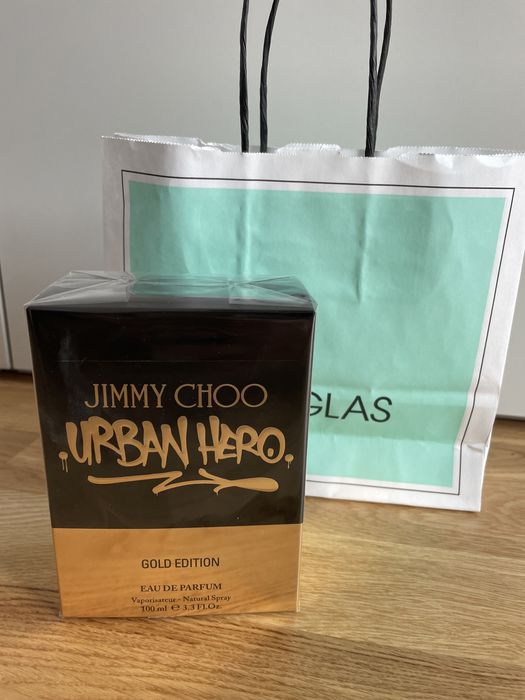 JIMMY CHOO
URBAN HERO.
GOLD EDITION
EAU DE PARFUM
Vaporisateur - Natural Spray
100 ml ℮ 3.3 Fl.Oz.
GLAS